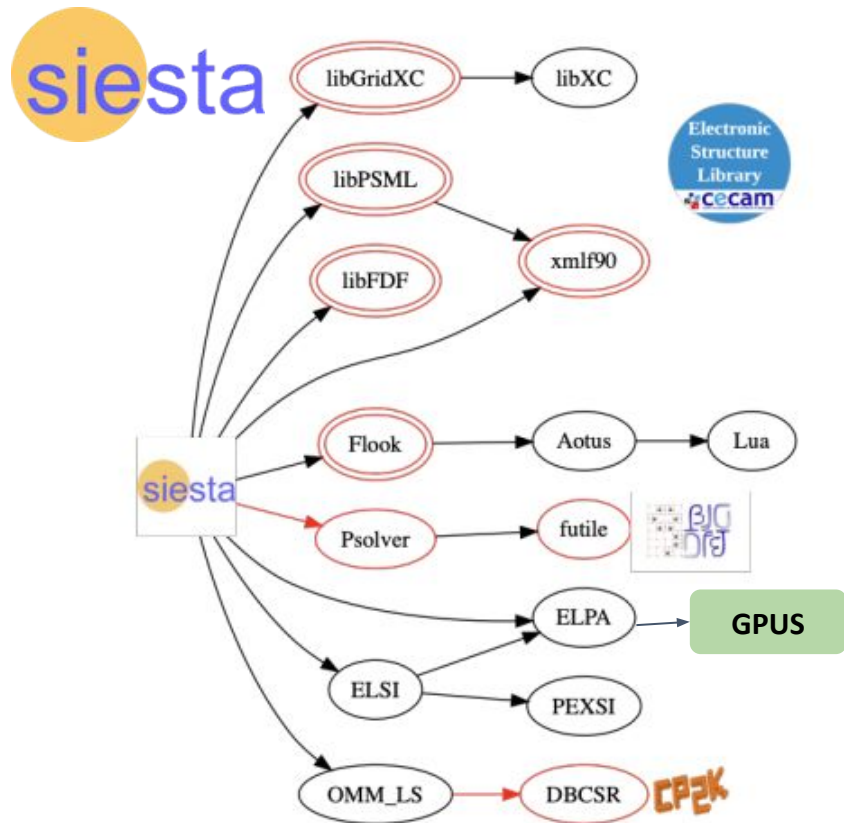 siesta
libGridXC
libXC
Electronic
Structure
Library
cecam
libPSML
xmlf90
libFDF
Flook
Aotus
Lua
siesta
Psolver
futile
BIG
DFT
ELPA
GPUS
ELSI
PEXSI
OMM_LS
DBCSR
CP2K